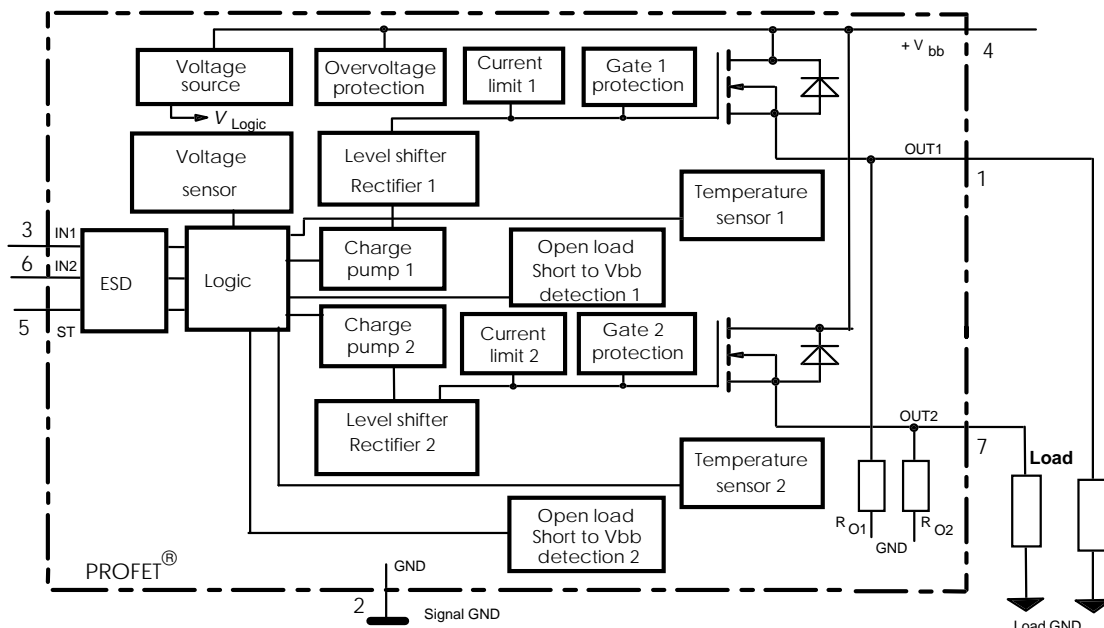 + V bb
4
Voltage source
Overvoltage protection
Current limit 1
Gate 1 protection
V Logic
Voltage sensor
Level shifter Rectifier 1
OUT1
1
Temperature sensor 1
3
IN1
6
IN2
5
ST
ESD
Logic
Charge pump 1
Open load Short to Vbb detection 1
Charge pump 2
Current limit 2
Gate 2 protection
Level shifter Rectifier 2
OUT2
7
Load
Temperature sensor 2
R O1
GND
R O2
Open load Short to Vbb detection 2
PROFET®
GND
2
Signal GND
Load GND